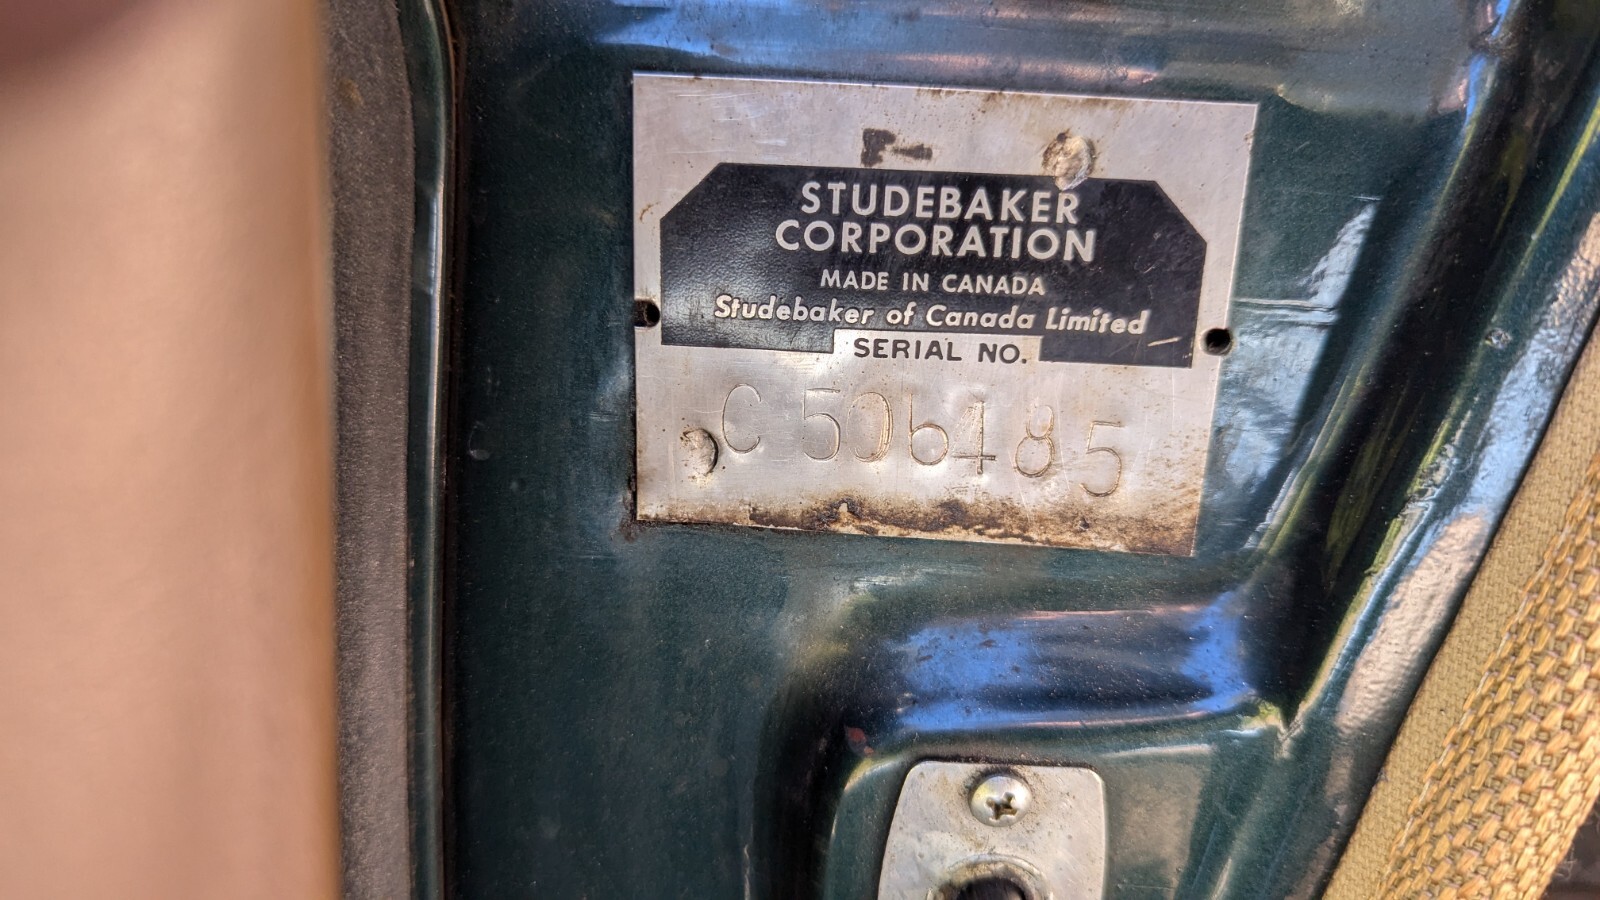 STUDEBAKER
CORPORATION
MADE IN CANADA
Studebaker of Canada Limited
SERIAL NO.
C 506485